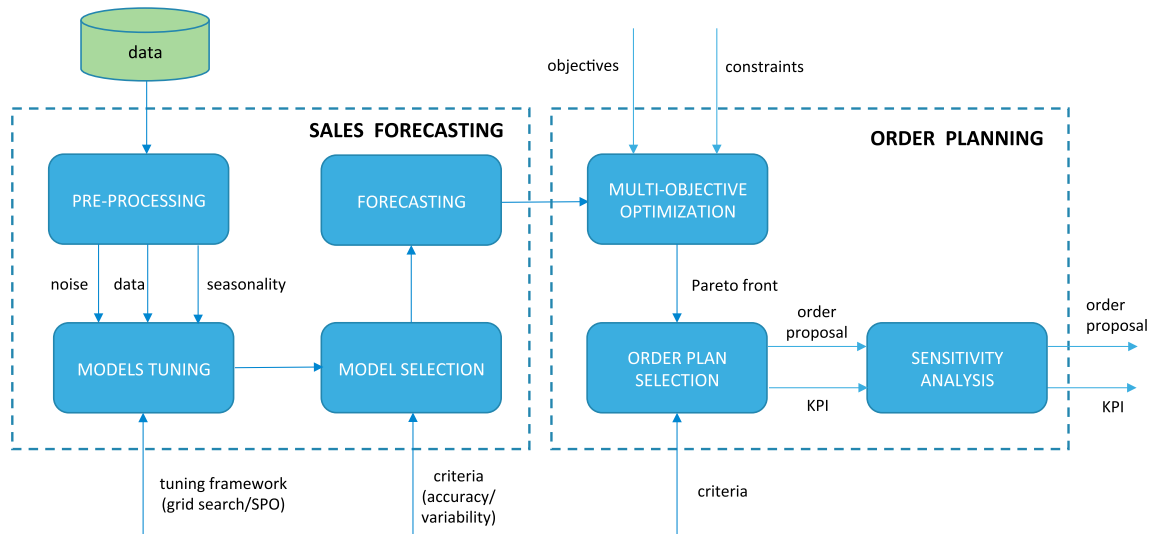 data
objectives
constraints
SALES FORECASTING
ORDER PLANNING
PRE-PROCESSING
FORECASTING
MULTI-OBJECTIVE
OPTIMIZATION
noise
data
seasonality
Pareto front
MODELS TUNING
MODEL SELECTION
ORDER PLAN
SELECTION
order
proposal
KPI
SENSITIVITY
ANALYSIS
order
proposal
KPI
tuning framework
(grid search/SPO)
criteria
(accuracy/
variability)
criteria